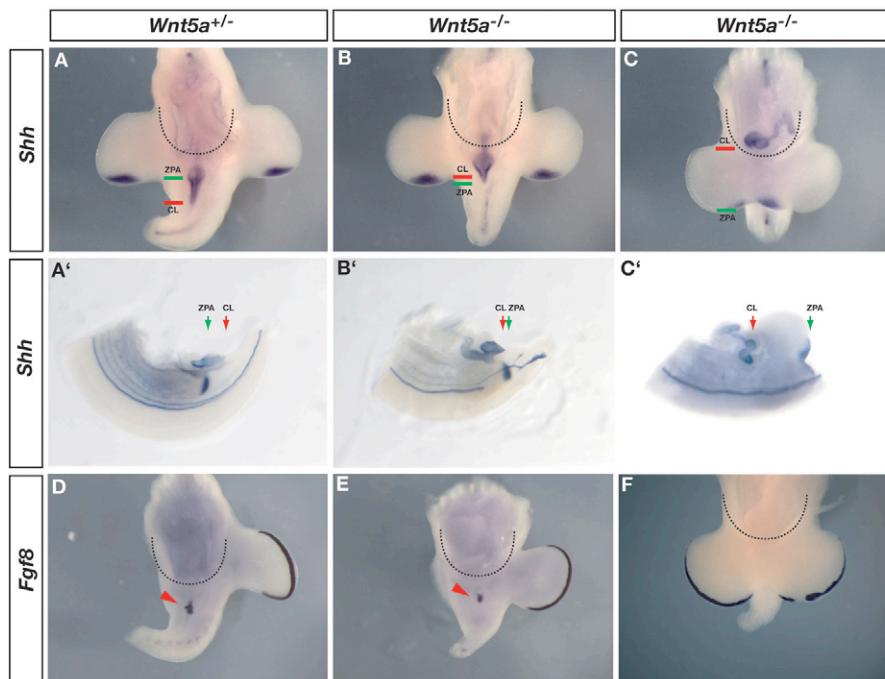 Wnt5a+/- Wnt5a-/- Wnt5a-/-
Shh
A B C
ZPA
CL
CL
ZPA
CL
ZPA
Shh
A' B' C'
ZPA CL
CL ZPA
CL ZPA
Fgf8
D E F